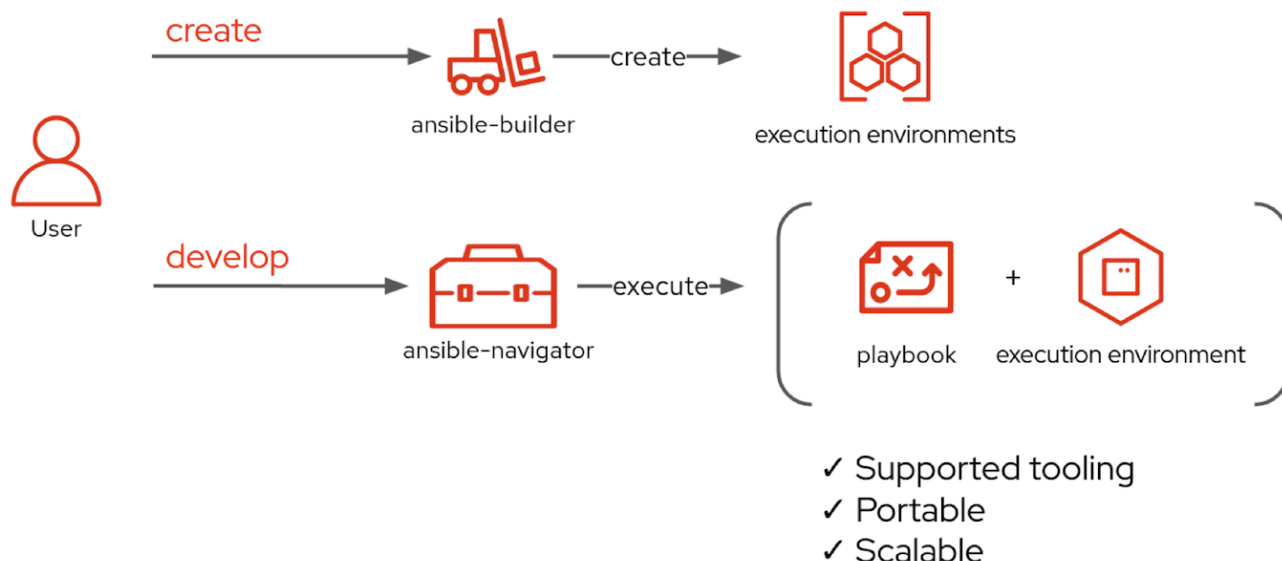 create
create
ansible-builder
execution environments
User
develop
execute
ansible-navigator
+
playbook
execution environment
✓ Supported tooling
✓ Portable
✓ Scalable